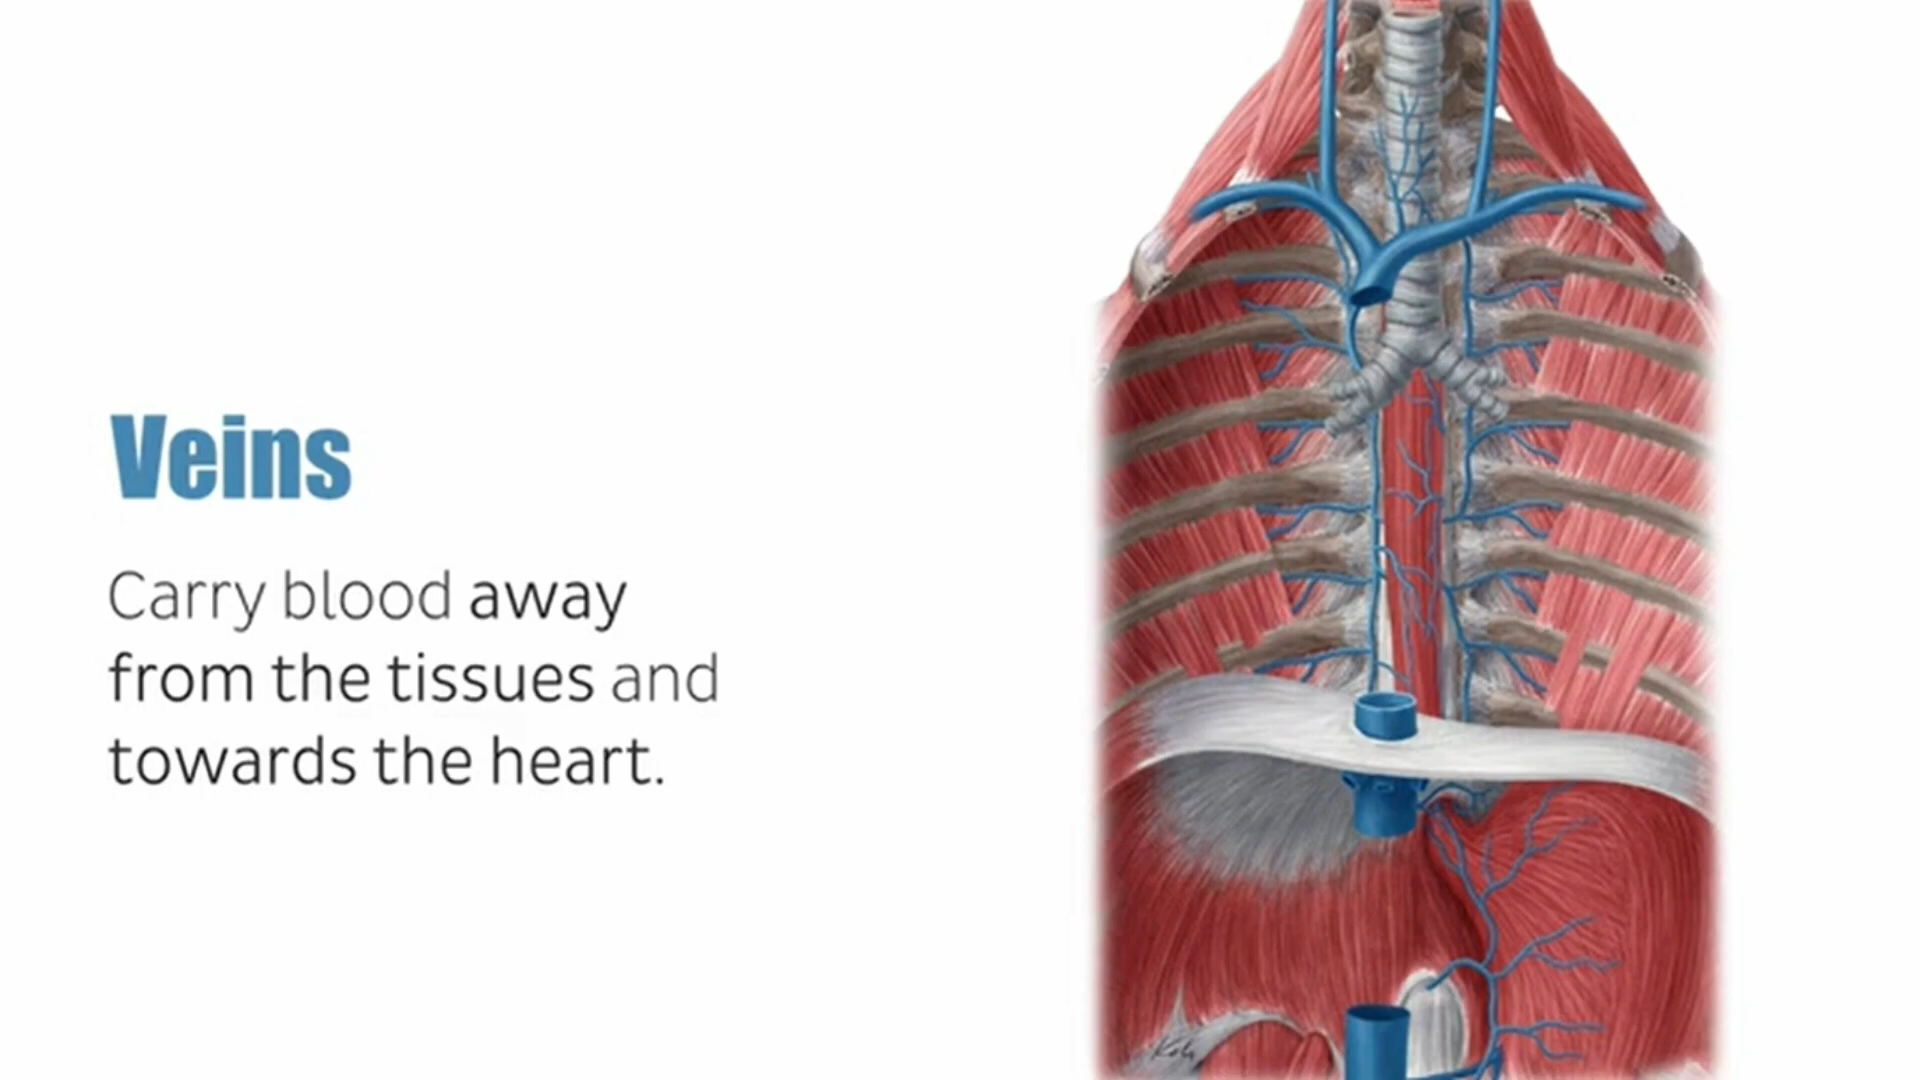 Veins
Carry blood away
from the tissues and
towards the heart.